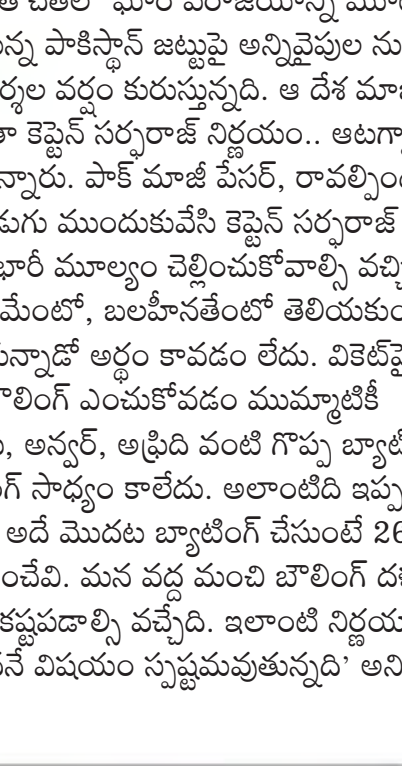 ఘోర పరాజయాన్ని
పాకిస్థాన్ జట్టుపై అన్నివైపుల ను
వర్షం కురుస్తున్నది. ఆ దేశ మాజ
కెప్టెన్ సర్ఫరాజ్ నిర్ణయం.. ఆటగా
న్నారు. పాక్ మాజీ పేసర్, రావల్పిం
డుగు ముందుకువేసి కెప్టెన్ సర్ఫరాజ్
భారీ మూల్యం చెల్లించుకోవాల్సి వచ్చి
మేంటో, బలహీనతేంటో తెలియకుం
న్నాడో అర్థం కావడం లేదు. వికెట్‌పై
ౌలింగ్ ఎంచుకోవడం ముమ్మాటికీ
, అన్వర్, అఫ్రిది వంటి గొప్ప బ్యాటి
గ్ సాధ్యం కాలేదు. అలాంటిది ఇప్ప
అదే మొదట బ్యాటింగ్ చేసుంటే 26
ంచేవి. మన వద్ద మంచి బౌలింగ్ దళ
కష్టపడాల్సి వచ్చేది. ఇలాంటి నిర్ణయ
నే విషయం స్పష్టమవుతున్నది' అని